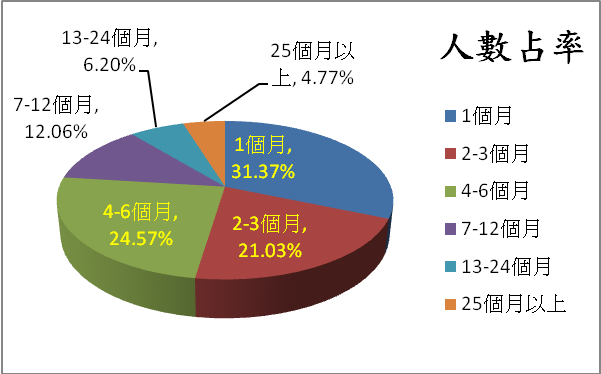 人數占率
13-24個月,
6.20%
25個月以
上, 4.77%
7-12個月,
12.06%
1個月,
31.37%
4-6個月,
24.57%
2-3個月,
21.03%
1個月
2-3個月
4-6個月
7-12個月
13-24個月
25個月以上